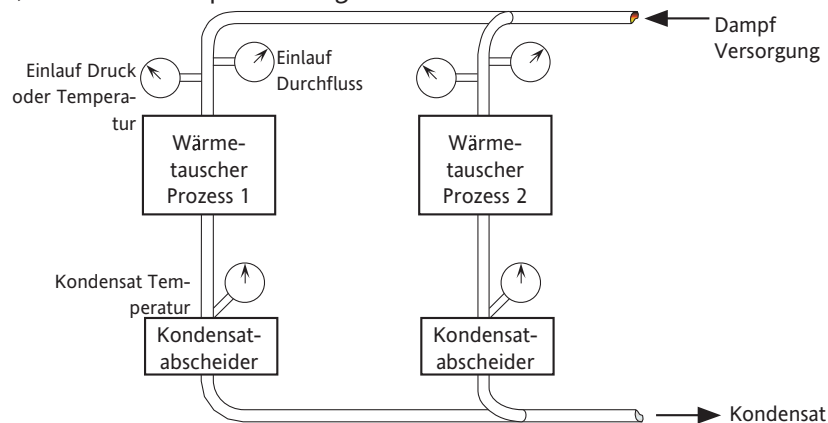 Dampf
Versorgung
Einlauf Druck
oder Tempera-
tur
Einlauf
Durchfluss
Wärme-
tauscher
Prozess 1
Wärme-
tauscher
Prozess 2
Kondensat Tem-
peratur
Kondensat-
abscheider
Kondensat-
abscheider
Kondensat